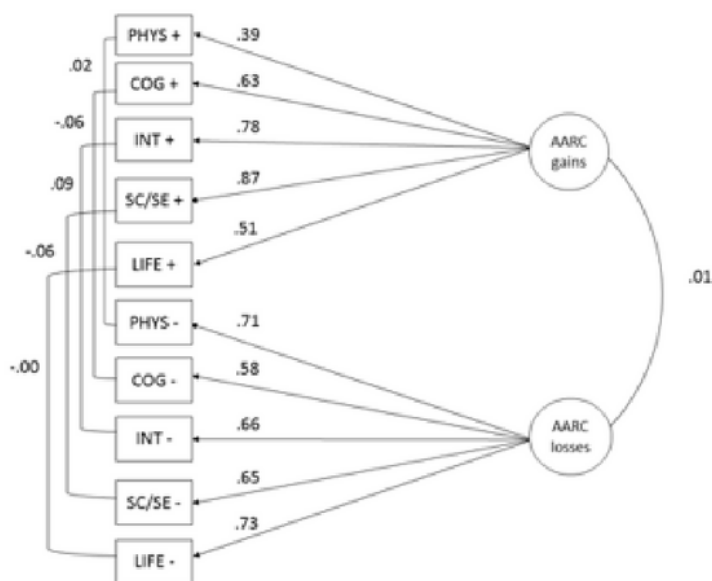 PHYS +
.39
.02
COG +
.63
-.06
INT +
.78
AARC
gains
.09
SC/SE +
.87
-.06
LIFE +
.51
.01
PHYS -
.71
-.00
COG -
.58
INT -
.66
AARC
losses
SC/SE -
.65
LIFE -
.73